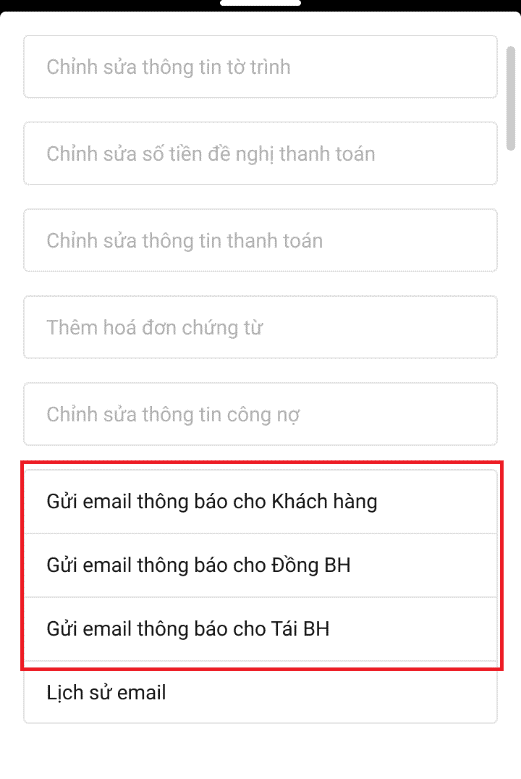 Chỉnh sửa thông tin tờ trình
Chỉnh sửa số tiền đề nghị thanh toán
Chỉnh sửa thông tin thanh toán
Thêm hoá đơn chứng từ
Chỉnh sửa thông tin công nợ
Gửi email thông báo cho Khách hàng
Gửi email thông báo cho Đồng BH
Gửi email thông báo cho Tái BH
Lịch sử email